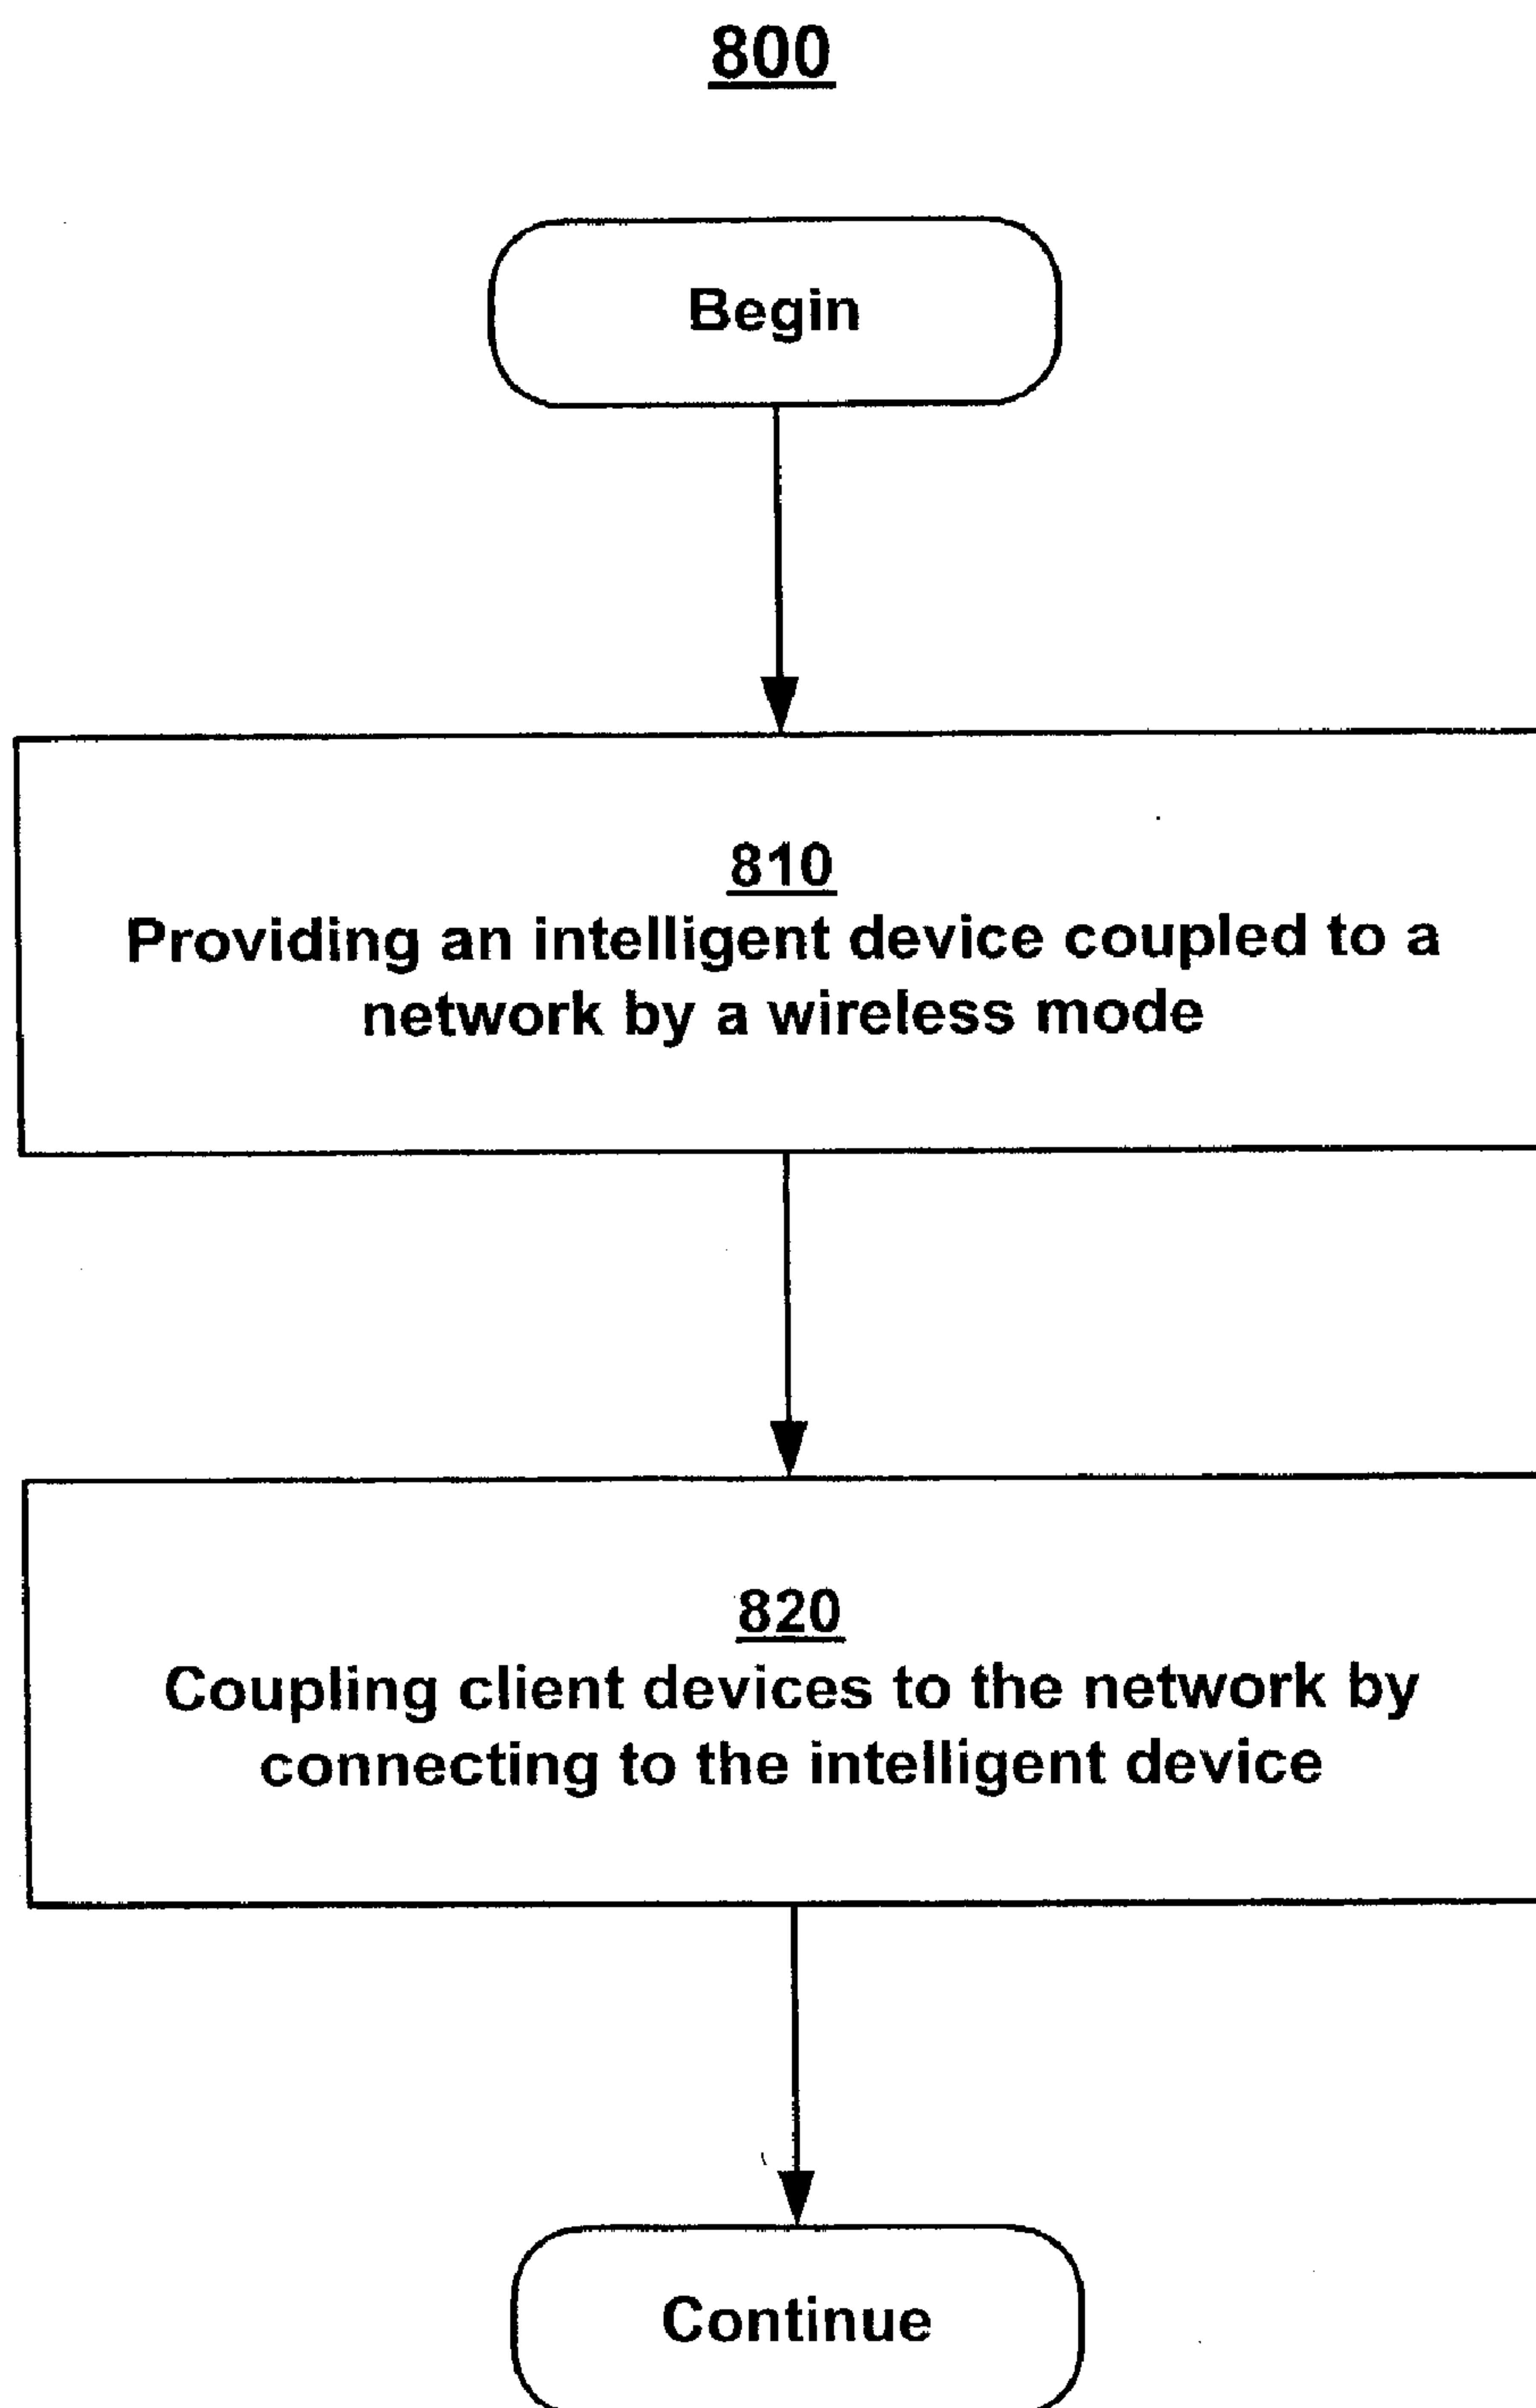 800
Begin
810
Providing an intelligent device coupled to a
network by a wireless mode
820
Coupling client devices to the network by
connecting to the intelligent device
Continue